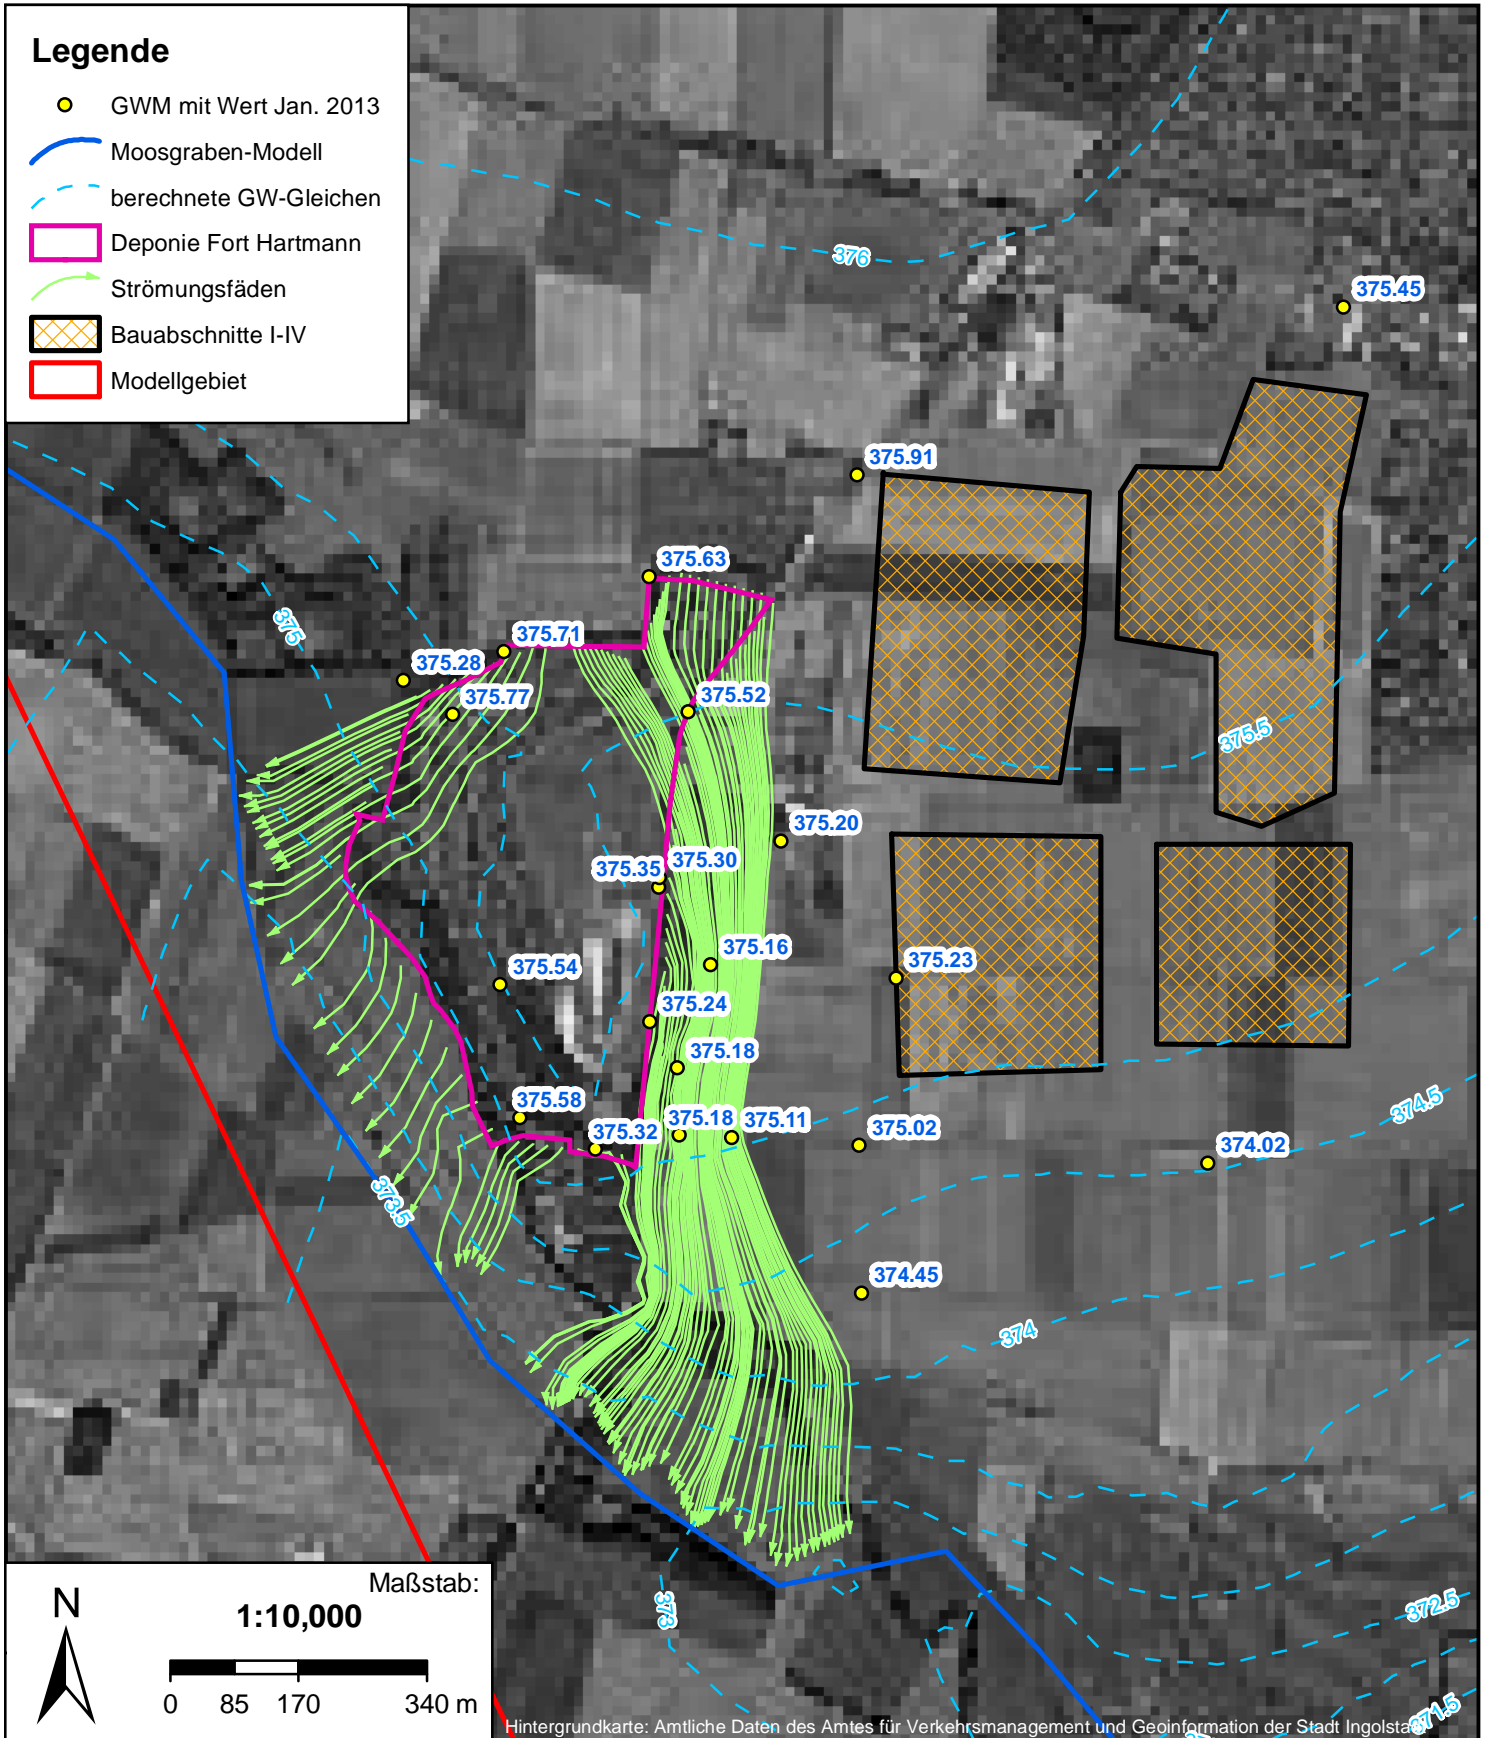 Legende
GWM mit Wert Jan. 2013
Moosgraben-Modell
berechnete GW-Gleichen
Deponie Fort Hartmann
Strömungsfäden
Bauabschnitte I-IV
Modellgebiet
376
375.45
375.91
375.63
375
375.71
375.28
375.77
375.52
375.5
375.20
375.30
375.35
375.16
375.23
375.54
375.24
375.18
374.5
375.58
375.18
375.11
375.32
375.02
374.02
373.5
374.45
374
373
372.5
371.5
N
Maßstab:
1:10,000
0 85 170 340 m
Hintergrundkarte: Amtliche Daten des Amtes für Verkehrsmanagement und Geoinformation der Stadt